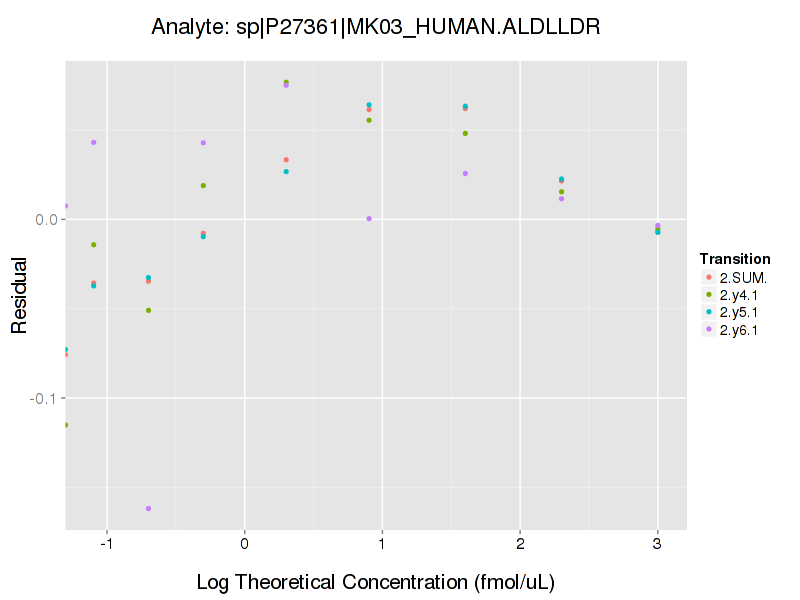 Analyte: sp|P27361|MK03_HUMAN.ALDLLDR
Residual
0.0
-0.1
-1 0 1 2 3
Log Theoretical Concentration (fmol/uL)
Transition
2.SUM.
2.y4.1
2.y5.1
2.y6.1